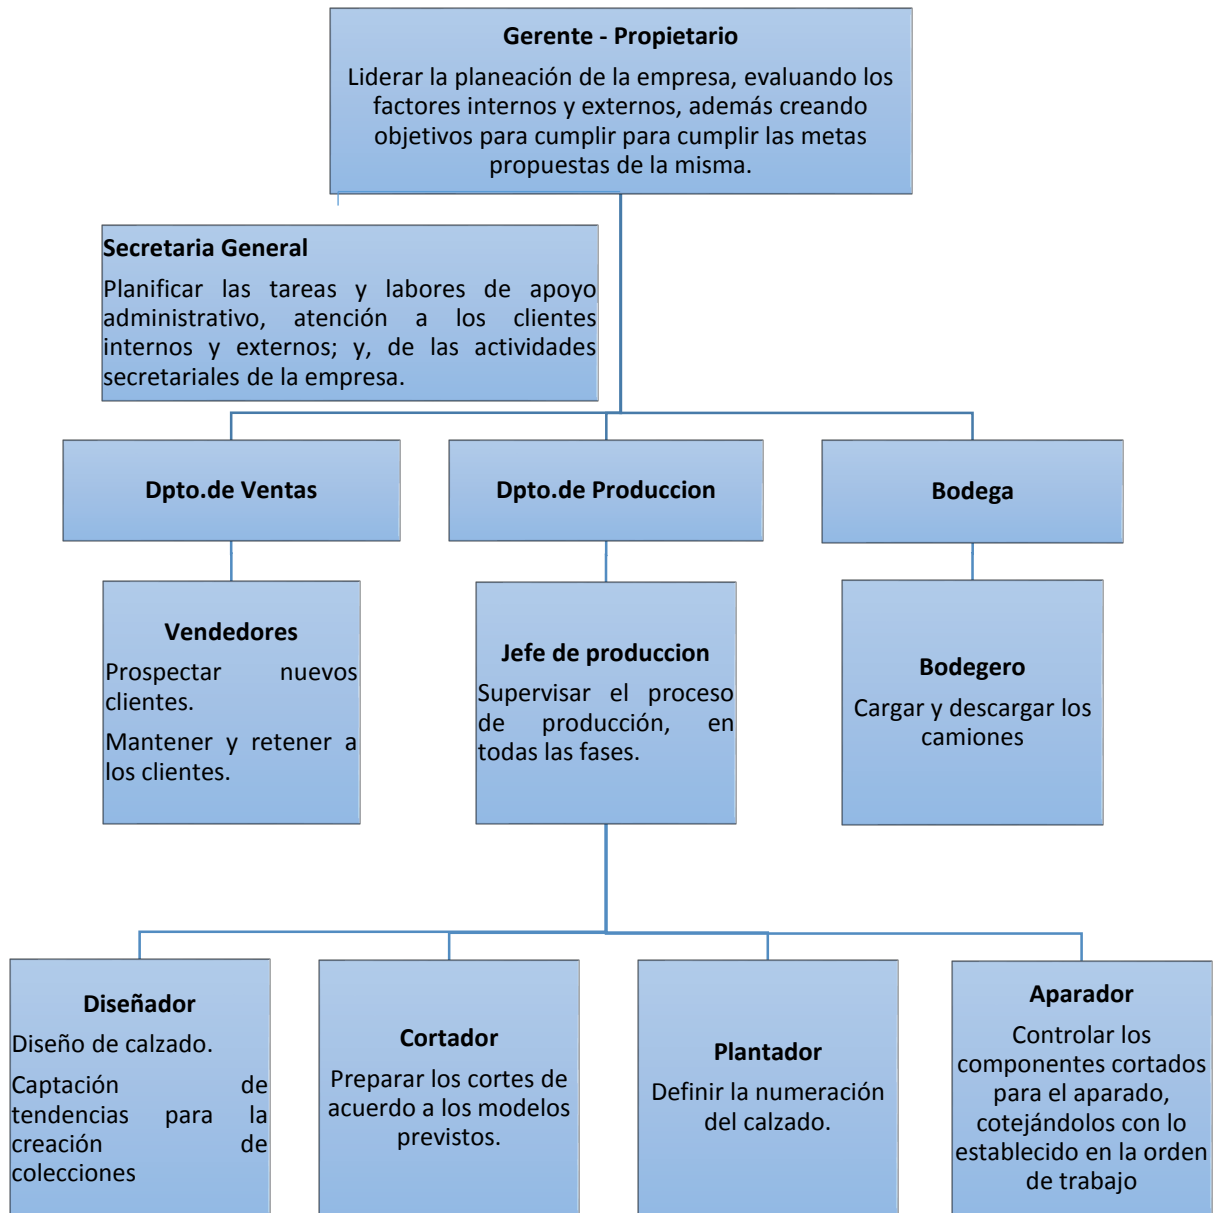 Gerente - Propietario
Liderar la planeación de la empresa, evaluando los
factores internos y externos, además creando
objetivos para cumplir para cumplir las metas
propuestas de la misma.
Secretaria General
Planificar las tareas y labores de apoyo
administrativo, atención a los clientes
internos y externos; y, de las actividades
secretariales de la empresa.
Dpto.de Ventas
Dpto.de Produccion
Bodega
Vendedores
Prospectar nuevos
clientes.
Mantener y retener a
los clientes.
Jefe de produccion
Supervisar el proceso
de producción, en
todas las fases.
Bodegero
Cargar y descargar los
camiones
Diseñador
Diseño de calzado.
Captación de
tendencias para la
creación de
colecciones
Cortador
Preparar los cortes de
acuerdo a los modelos
previstos.
Plantador
Definir la numeración
del calzado.
Aparador
Controlar los
componentes cortados
para el aparado,
cotejándolos con lo
establecido en la orden
de trabajo